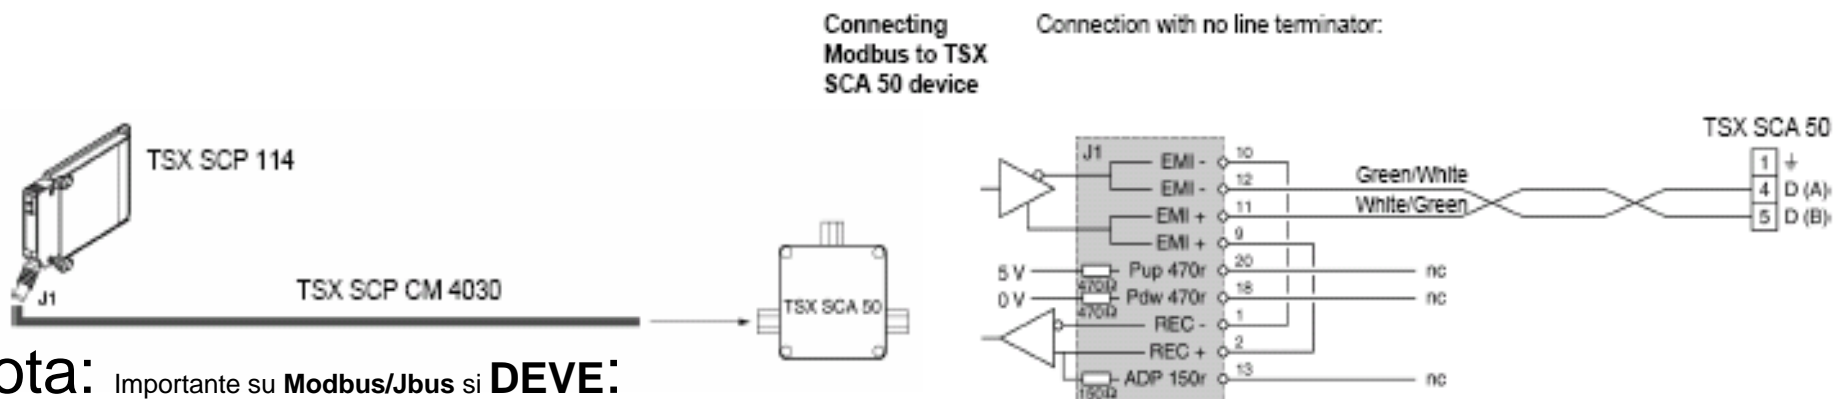 Connecting
Modbus to TSX
SCA 50 device
Connection with no line terminator:
TSX SCP 114
J1
TSX SCP CM 4030
TSX SCA 50
J1
EMI - 10
EMI - 12
EMI + 11
EMI + 9
5 V 470Ω Pup 470r 20 nc
0 V 470Ω Pdw 470r 18 nc
REC - 1
REC + 2
150Ω ADP 150r 13 nc
Green/White
White/Green
TSX SCA 50
1
4 D (A)
5 D (B)
ota: Importante su Modbus/Jbus si DEVE: